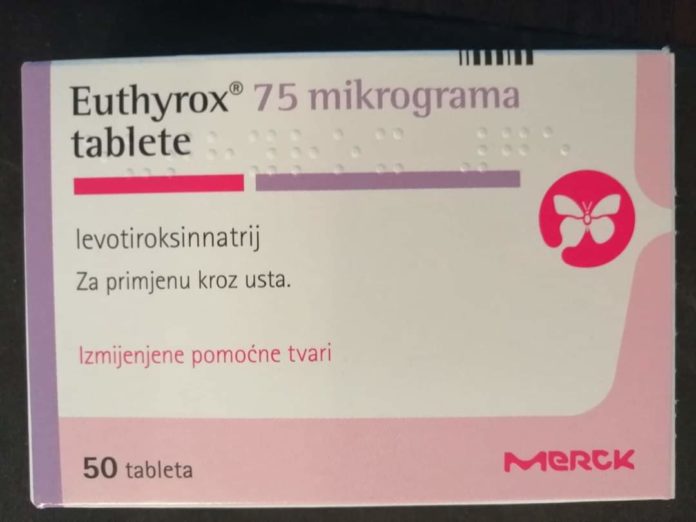 Euthyrox® 75 mikrograma
tablete
levotiroksinnatrij
Za primjenu kroz usta.
Izmijenjene pomoćne tvari
50 tableta
MERCK